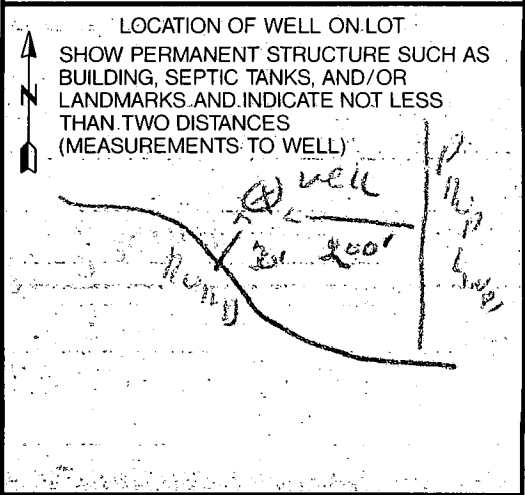 LOCATION OF WELL ON LOT
SHOW PERMANENT STRUCTURE SUCH AS
BUILDING, SEPTIC TANKS, AND/OR
LANDMARKS AND INDICATE NOT LESS
THAN TWO DISTANCES
(MEASUREMENTS TO WELL)
N
well
200'